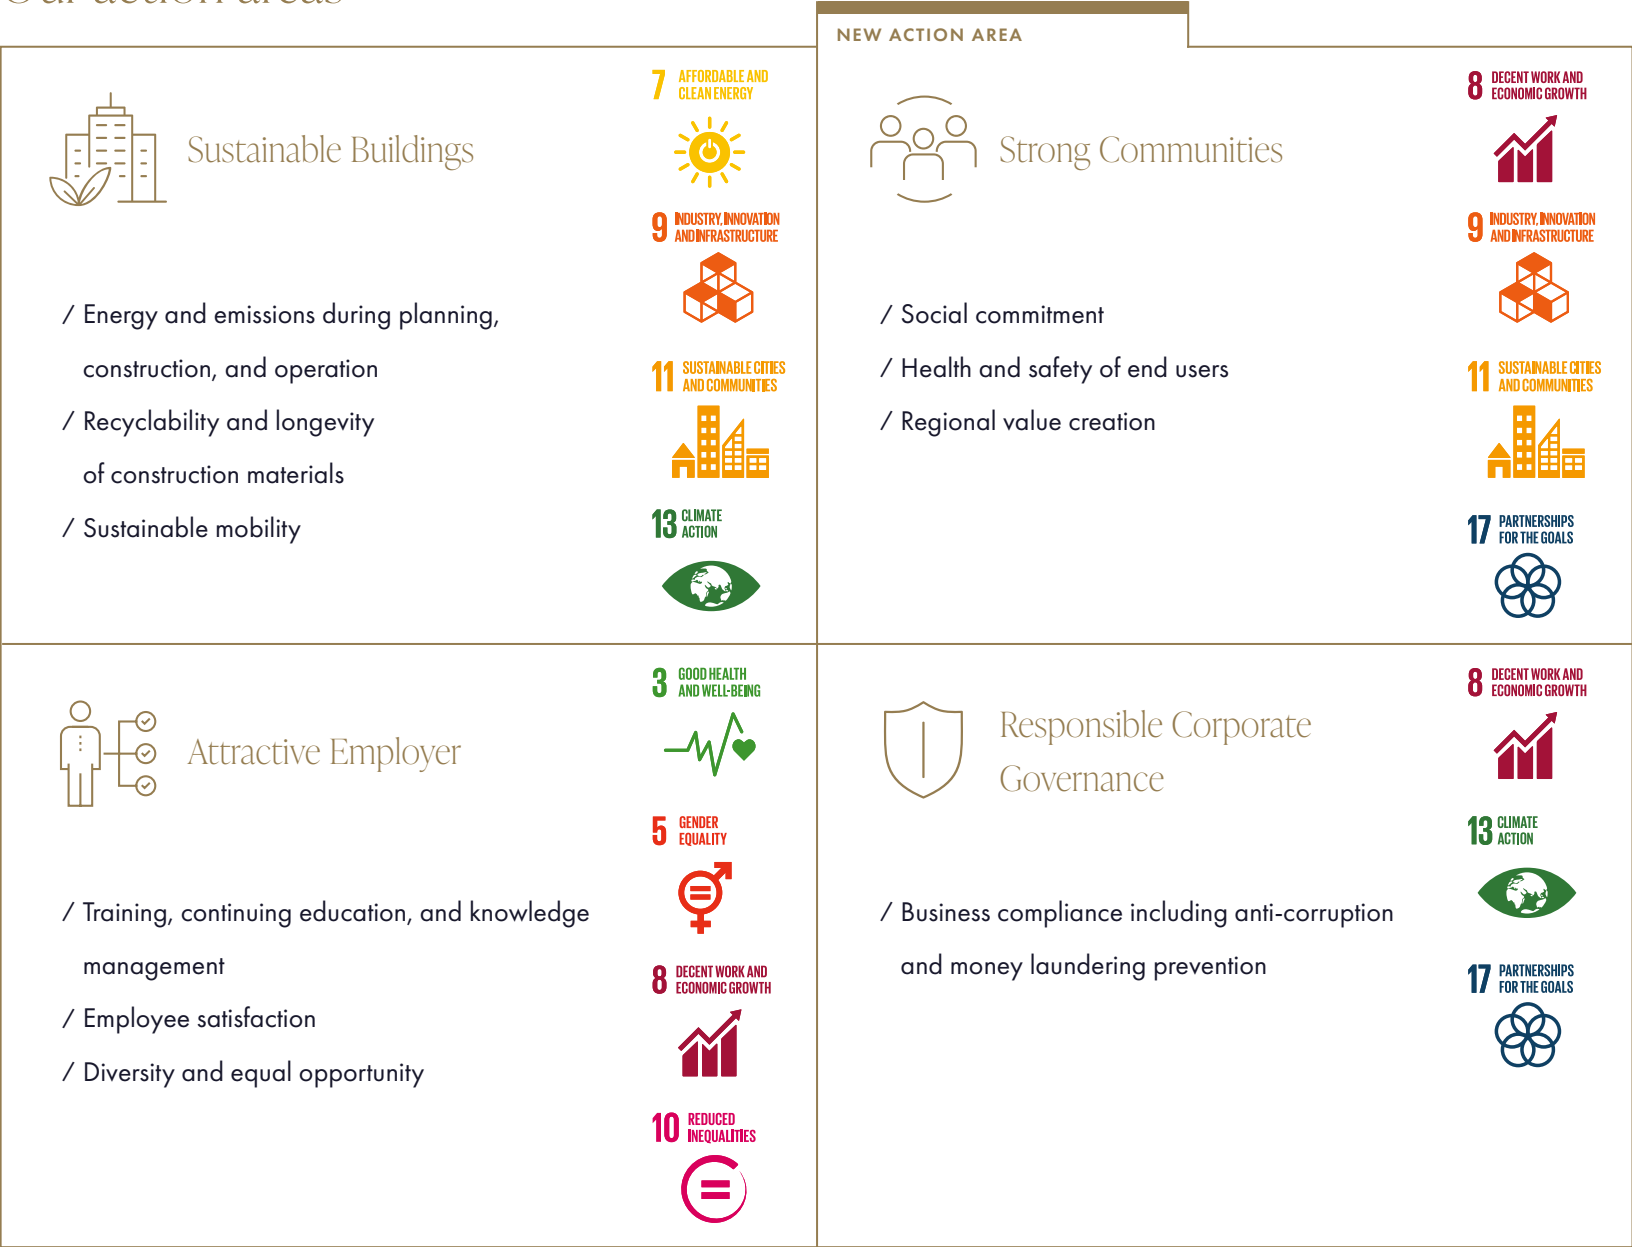 Our action areas
NEW ACTION AREA
Sustainable Buildings
/ Energy and emissions during planning,
construction, and operation
/ Recyclability and longevity
of construction materials
/ Sustainable mobility
7 AFFORDABLE AND
CLEAN ENERGY
9 INDUSTRY, INNOVATION
AND INFRASTRUCTURE
11 SUSTAINABLE CITIES
AND COMMUNITIES
13 CLIMATE
ACTION
Strong Communities
/ Social commitment
/ Health and safety of end users
/ Regional value creation
8 DECENT WORK AND
ECONOMIC GROWTH
9 INDUSTRY, INNOVATION
AND INFRASTRUCTURE
11 SUSTAINABLE CITIES
AND COMMUNITIES
17 PARTNERSHIPS
FOR THE GOALS
Attractive Employer
/ Training, continuing education, and knowledge
management
/ Employee satisfaction
/ Diversity and equal opportunity
3 GOOD HEALTH
AND WELL-BEING
5 GENDER
EQUALITY
8 DECENT WORK AND
ECONOMIC GROWTH
10 REDUCED
INEQUALITIES
Responsible Corporate
Governance
/ Business compliance including anti-corruption
and money laundering prevention
8 DECENT WORK AND
ECONOMIC GROWTH
13 CLIMATE
ACTION
17 PARTNERSHIPS
FOR THE GOALS